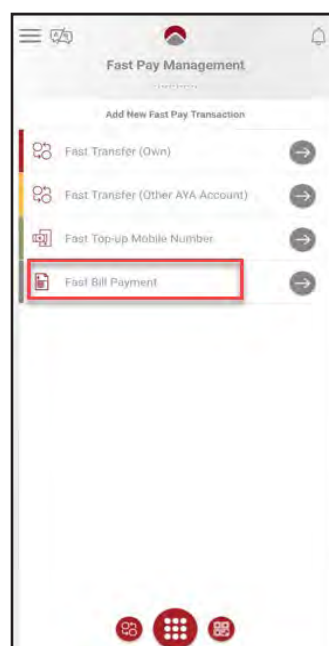 Fast Pay Management
Add New Fast Pay Transaction
Fast Transfer (Own)
Fast Transfer (Other AYA Account)
Fast Top-up Mobile Number
Fast Bill Payment